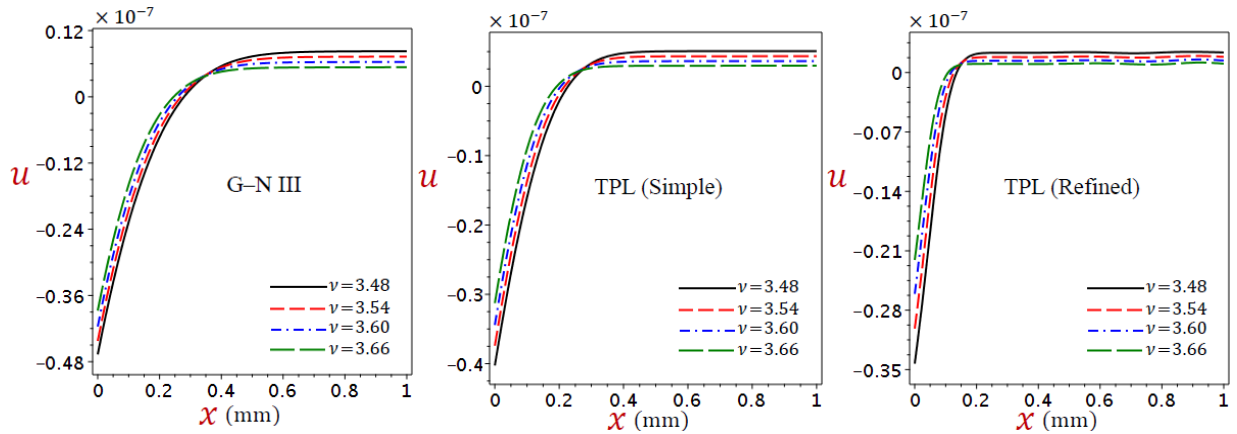 × 10⁻⁷
0.12
0
−0.12
−0.24
−0.36
−0.48
u
G–N III
ν=3.48
ν=3.54
ν=3.60
ν=3.66
0 0.2 0.4 0.6 0.8 1
x (mm)
× 10⁻⁷
0
−0.1
−0.2
−0.3
−0.4
u
TPL (Simple)
ν=3.48
ν=3.54
ν=3.60
ν=3.66
0 0.2 0.4 0.6 0.8 1
x (mm)
× 10⁻⁷
0
−0.07
−0.14
−0.21
−0.28
−0.35
u
TPL (Refined)
ν=3.48
ν=3.54
ν=3.60
ν=3.66
0 0.2 0.4 0.6 0.8 1
x (mm)